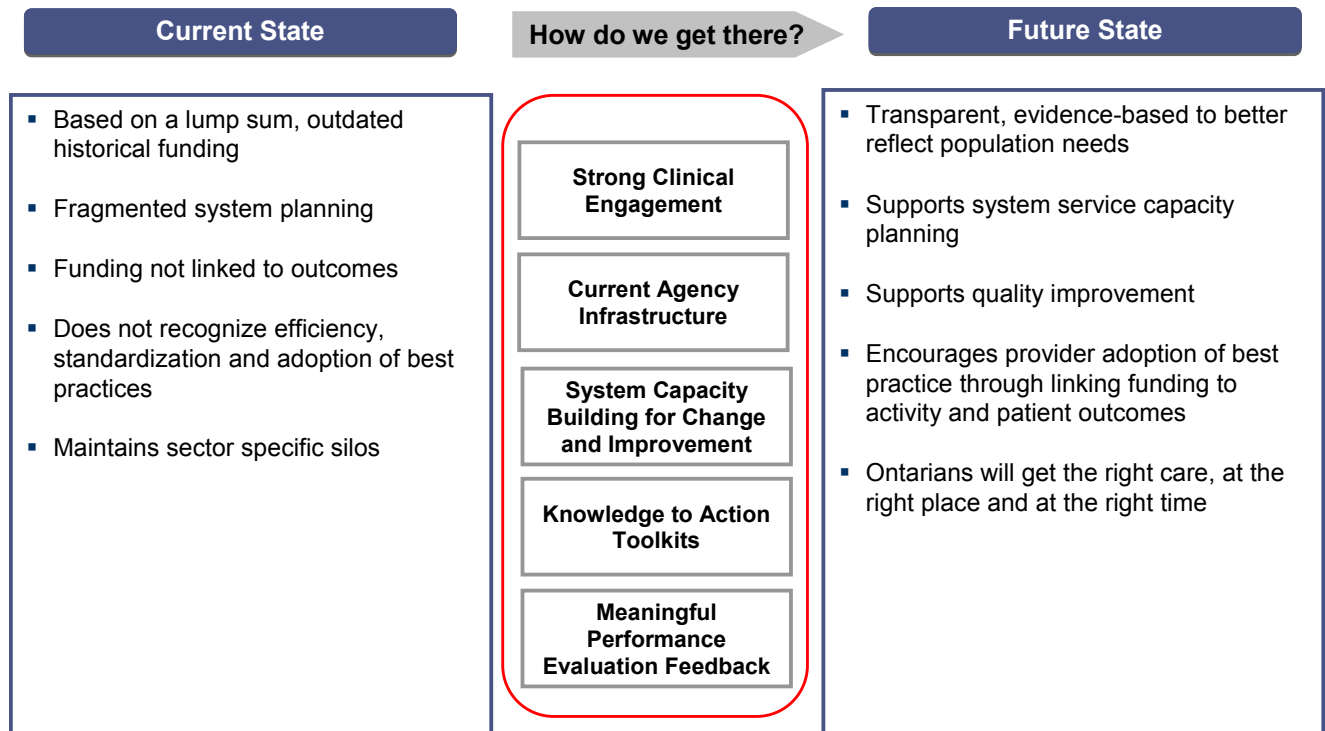 Current State
How do we get there?
Future State
▪ Based on a lump sum, outdated
historical funding
▪ Fragmented system planning
▪ Funding not linked to outcomes
▪ Does not recognize efficiency,
standardization and adoption of best
practices
▪ Maintains sector specific silos
Strong Clinical
Engagement
Current Agency
Infrastructure
System Capacity
Building for Change
and Improvement
Knowledge to Action
Toolkits
Meaningful
Performance
Evaluation Feedback
▪ Transparent, evidence-based to better
reflect population needs
▪ Supports system service capacity
planning
▪ Supports quality improvement
▪ Encourages provider adoption of best
practice through linking funding to
activity and patient outcomes
▪ Ontarians will get the right care, at the
right place and at the right time